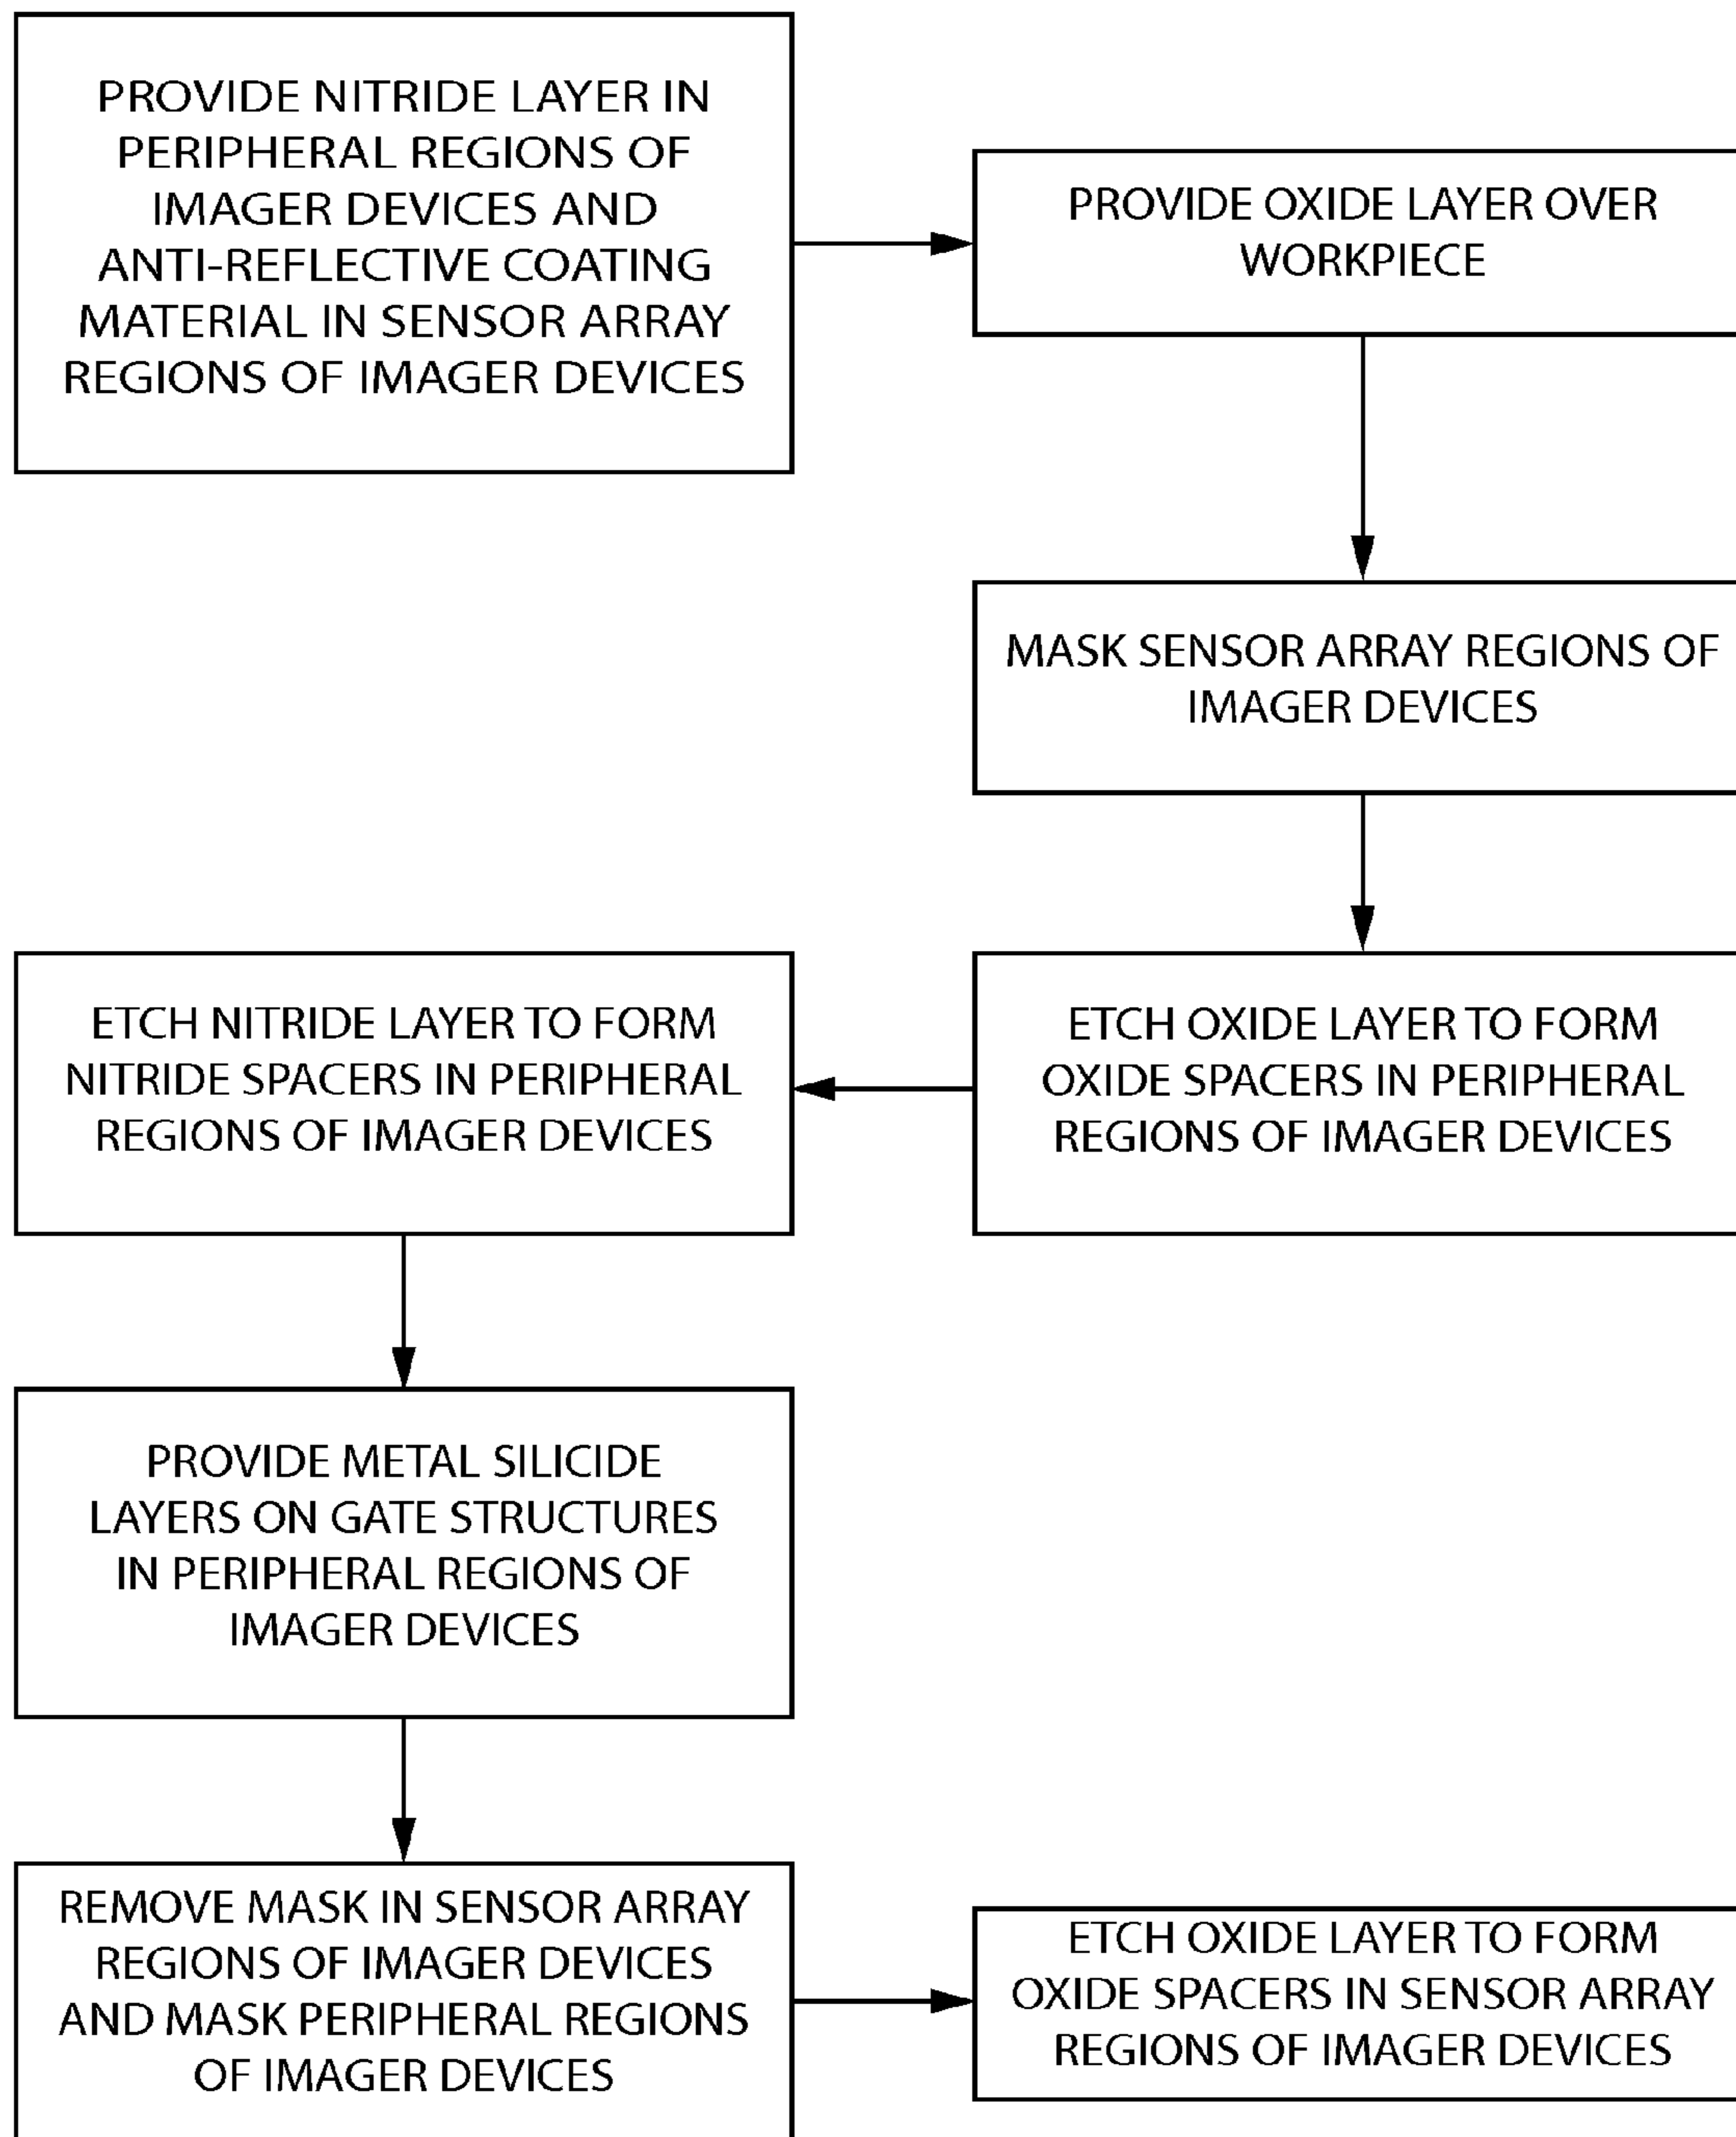 PROVIDE NITRIDE LAYER IN
PERIPHERAL REGIONS OF
IMAGER DEVICES AND
ANTI-REFLECTIVE COATING
MATERIAL IN SENSOR ARRAY
REGIONS OF IMAGER DEVICES
PROVIDE OXIDE LAYER OVER
WORKPIECE
MASK SENSOR ARRAY REGIONS OF
IMAGER DEVICES
ETCH OXIDE LAYER TO FORM
OXIDE SPACERS IN PERIPHERAL
REGIONS OF IMAGER DEVICES
ETCH NITRIDE LAYER TO FORM
NITRIDE SPACERS IN PERIPHERAL
REGIONS OF IMAGER DEVICES
PROVIDE METAL SILICIDE
LAYERS ON GATE STRUCTURES
IN PERIPHERAL REGIONS OF
IMAGER DEVICES
REMOVE MASK IN SENSOR ARRAY
REGIONS OF IMAGER DEVICES
AND MASK PERIPHERAL REGIONS
OF IMAGER DEVICES
ETCH OXIDE LAYER TO FORM
OXIDE SPACERS IN SENSOR ARRAY
REGIONS OF IMAGER DEVICES